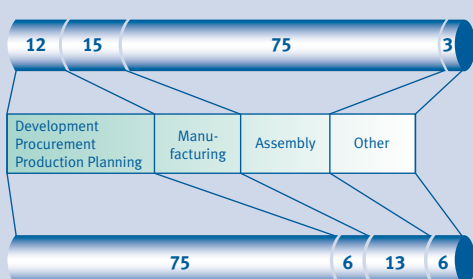 12 15 75 3
Development
Procurement
Production Planning
Manu-
facturing
Assembly
Other
75 6 13 6